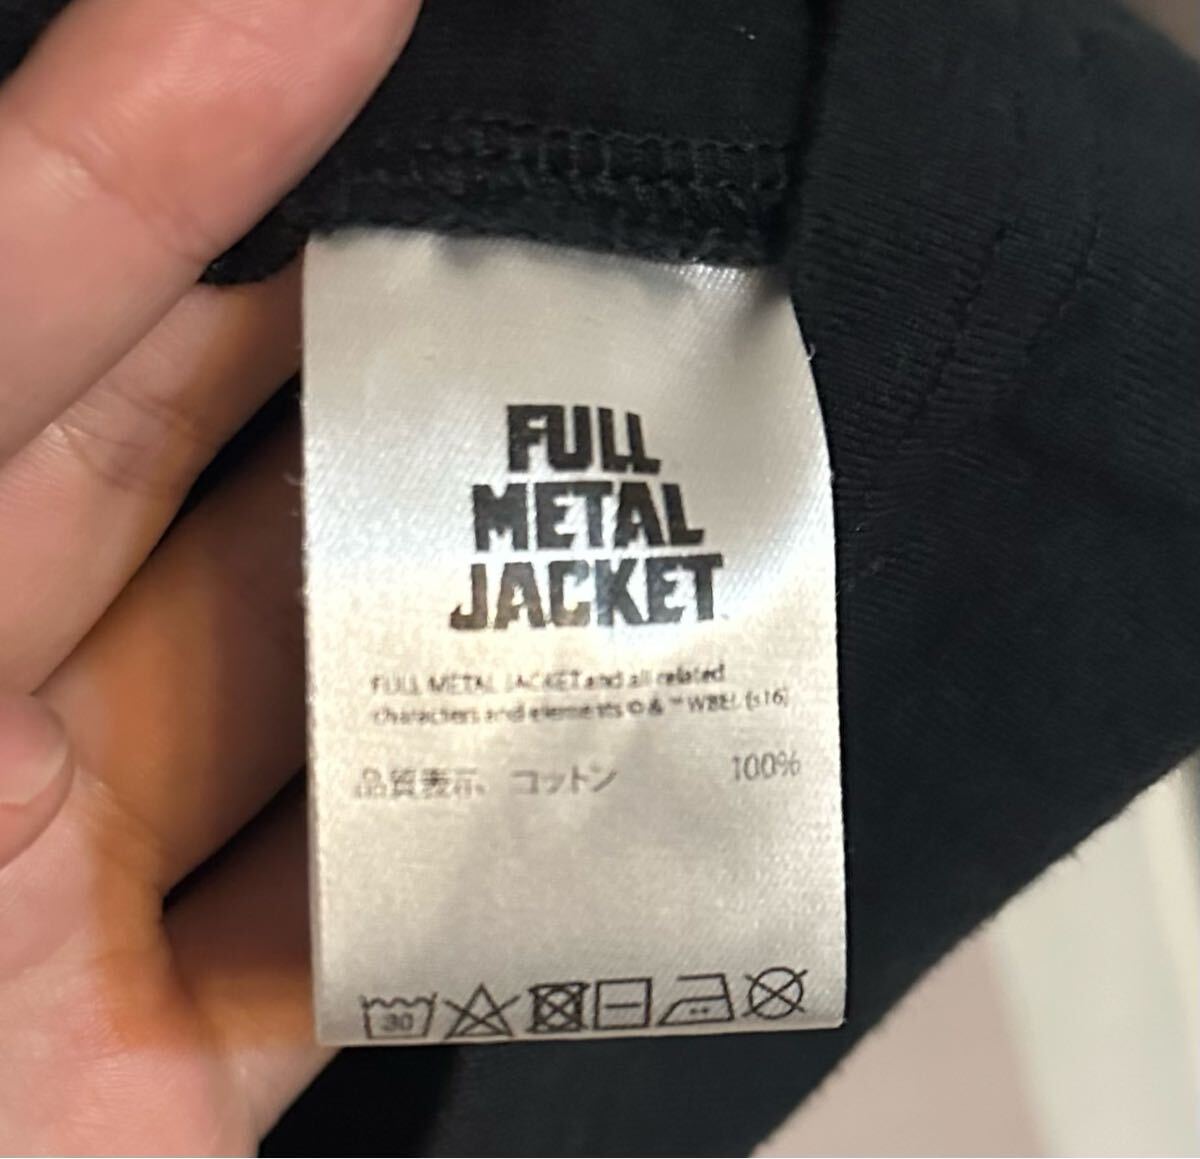 FULL
METAL
JACKET
FULL METAL JACKET and all related
characters and elements © & ™ WBEI. (s16)
品質表示、 コットン 100%
30